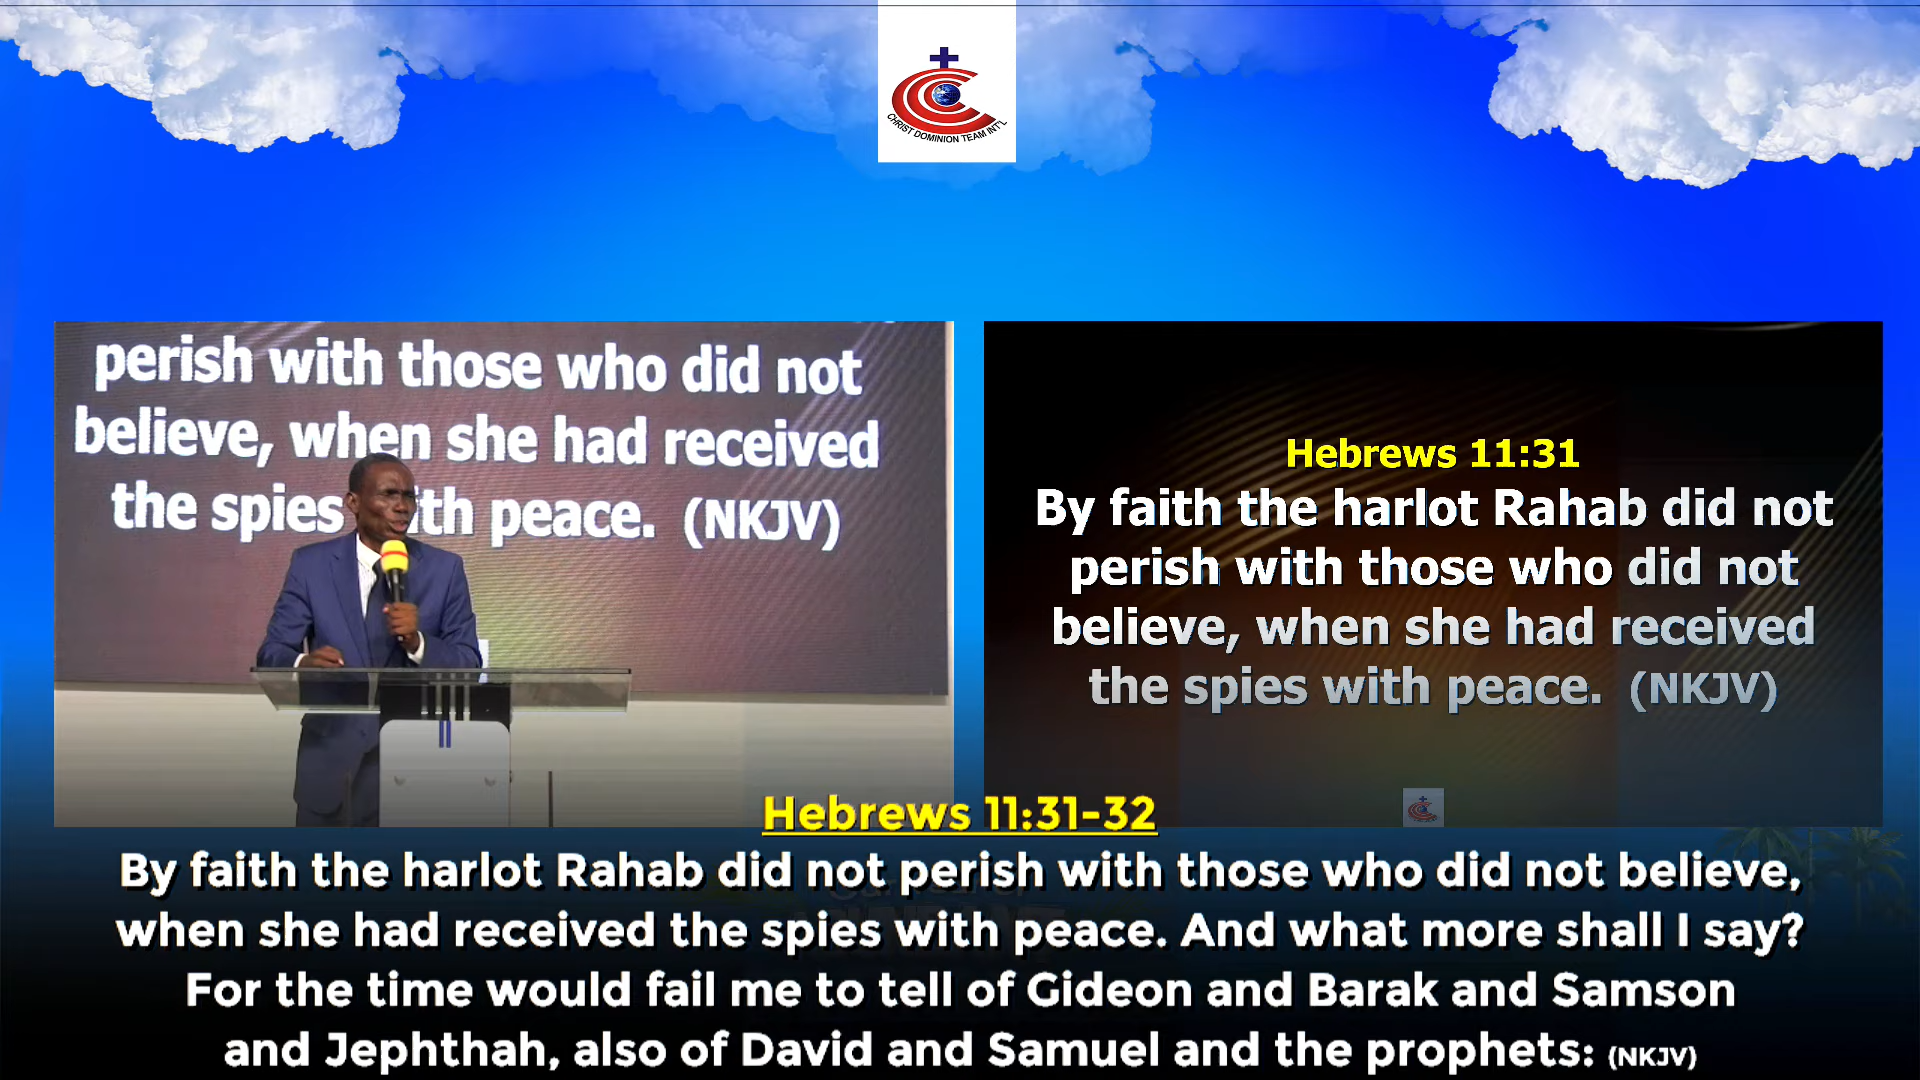 CHRIST DOMINION TEAM INT'L
perish with those who did not
believe, when she had received
the spies with peace. (NKJV)
Hebrews 11:31
By faith the harlot Rahab did not
perish with those who did not
believe, when she had received
the spies with peace. (NKJV)
Hebrews 11:31-32
By faith the harlot Rahab did not perish with those who did not believe,
when she had received the spies with peace. And what more shall I say?
For the time would fail me to tell of Gideon and Barak and Samson
and Jephthah, also of David and Samuel and the prophets: (NKJV)